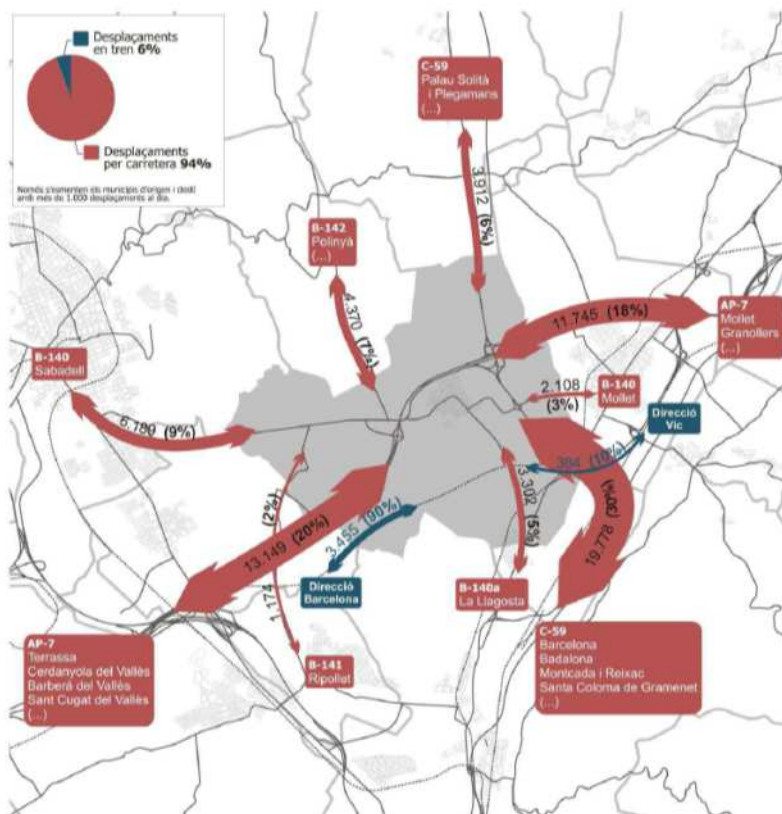 Desplaçaments
en tren 6%
Desplaçaments
per carretera 94%
Només s'esmenten els municipis d'origen i destí
amb més de 1.000 desplaçaments al dia.
C-59
Palau Solità
i Plegamans
(...)
3.912 (6%)
B-142
Polinyà
(...)
4.370 (7%)
AP-7
Mollet
Granollers
(...)
11.745 (18%)
B-140
Sabadell
6.189 (9%)
2.108
(3%)
B-140
Mollet
Direcció
Vic
384 (10%)
3.302
(5%)
19.778
(30%)
13.149 (20%)
3.455 (90%)
(2%)
1.174
Direcció
Barcelona
B-140a
La Llagosta
B-141
Ripollet
AP-7
Terrassa
Cerdanyola del Vallès
Barberà del Vallès
Sant Cugat del Vallès
(...)
C-59
Barcelona
Badalona
Montcada i Reixac
Santa Coloma de Gramenet
(...)